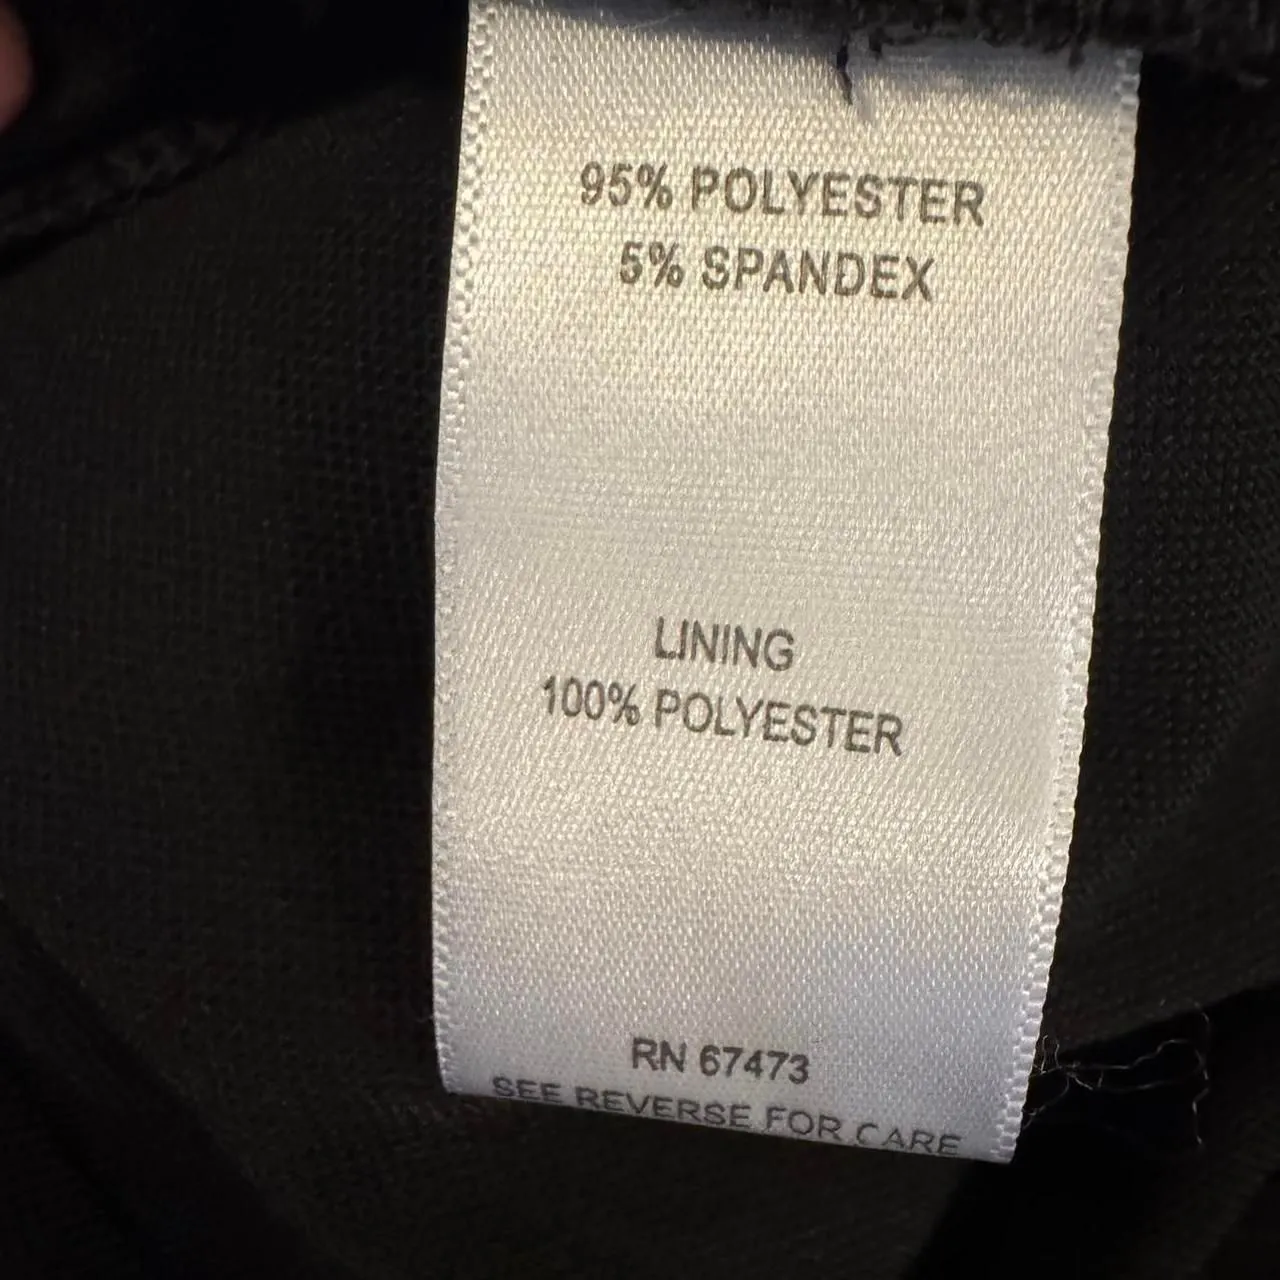 95% POLYESTER
5% SPANDEX
LINING
100% POLYESTER
RN 67473
SEE REVERSE FOR CARE